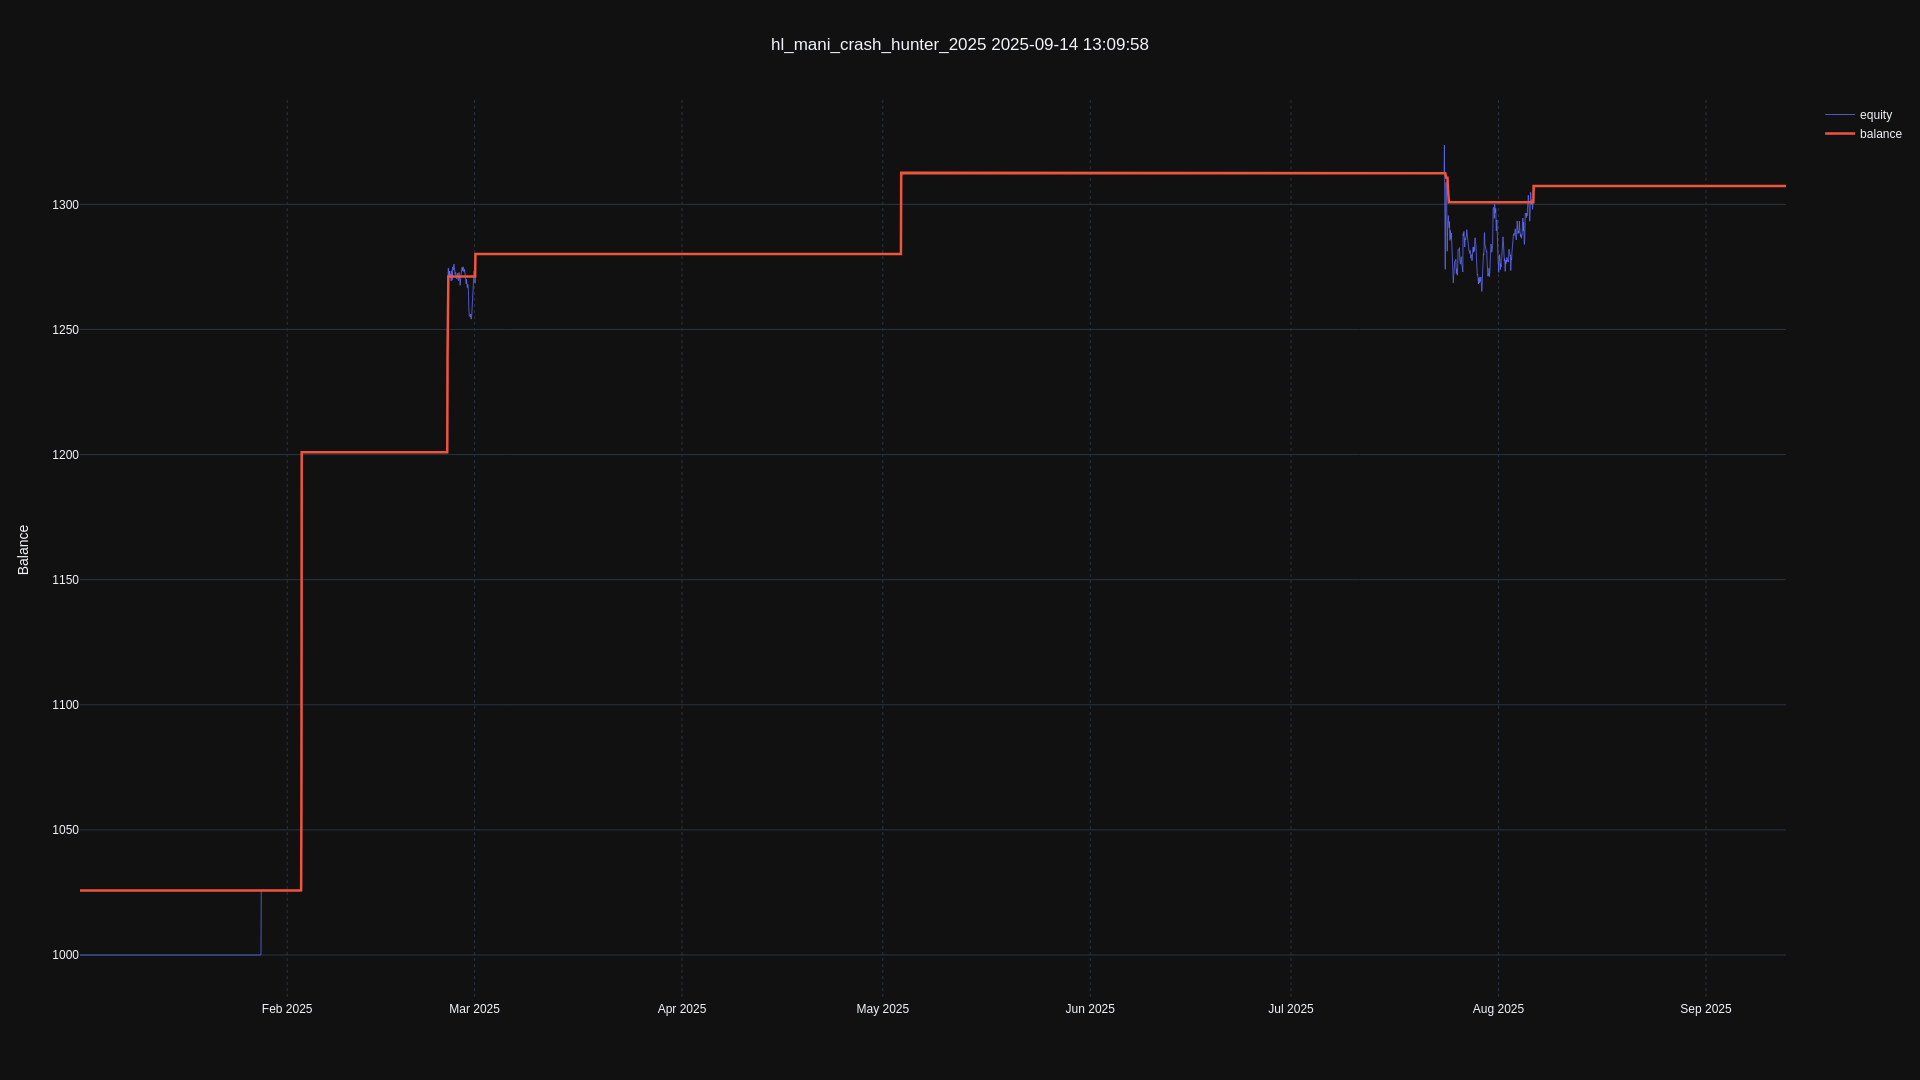 hl_mani_crash_hunter_2025 2025-09-14 13:09:58
equity
balance
1300
1250
1200
1150
1100
1050
1000
Balance
Feb 2025
Mar 2025
Apr 2025
May 2025
Jun 2025
Jul 2025
Aug 2025
Sep 2025